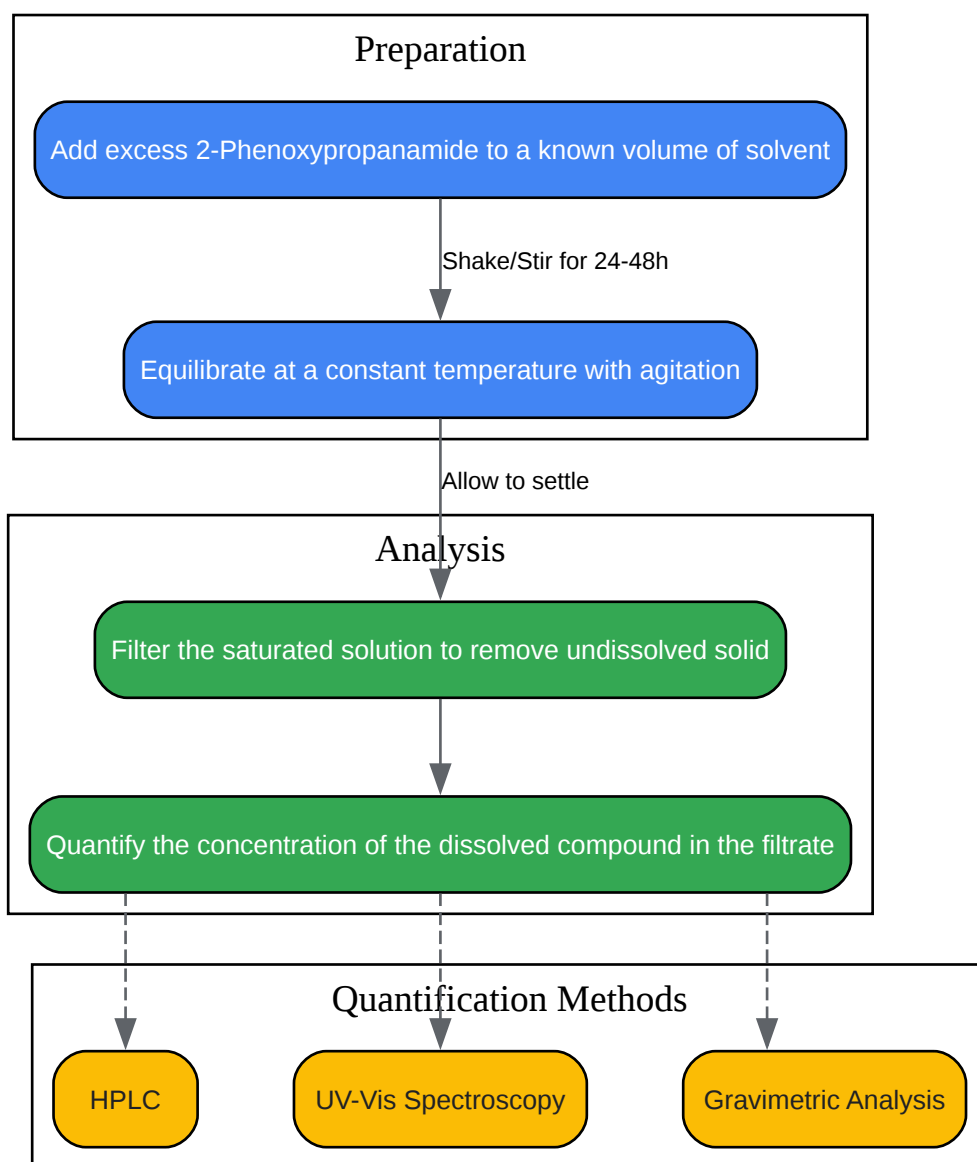 Preparation
Add excess 2-Phenoxypropanamide to a known volume of solvent
Shake/Stir for 24-48h
Equilibrate at a constant temperature with agitation
Allow to settle
Analysis
Filter the saturated solution to remove undissolved solid
Quantify the concentration of the dissolved compound in the filtrate
Quantification Methods
HPLC
UV-Vis Spectroscopy
Gravimetric Analysis